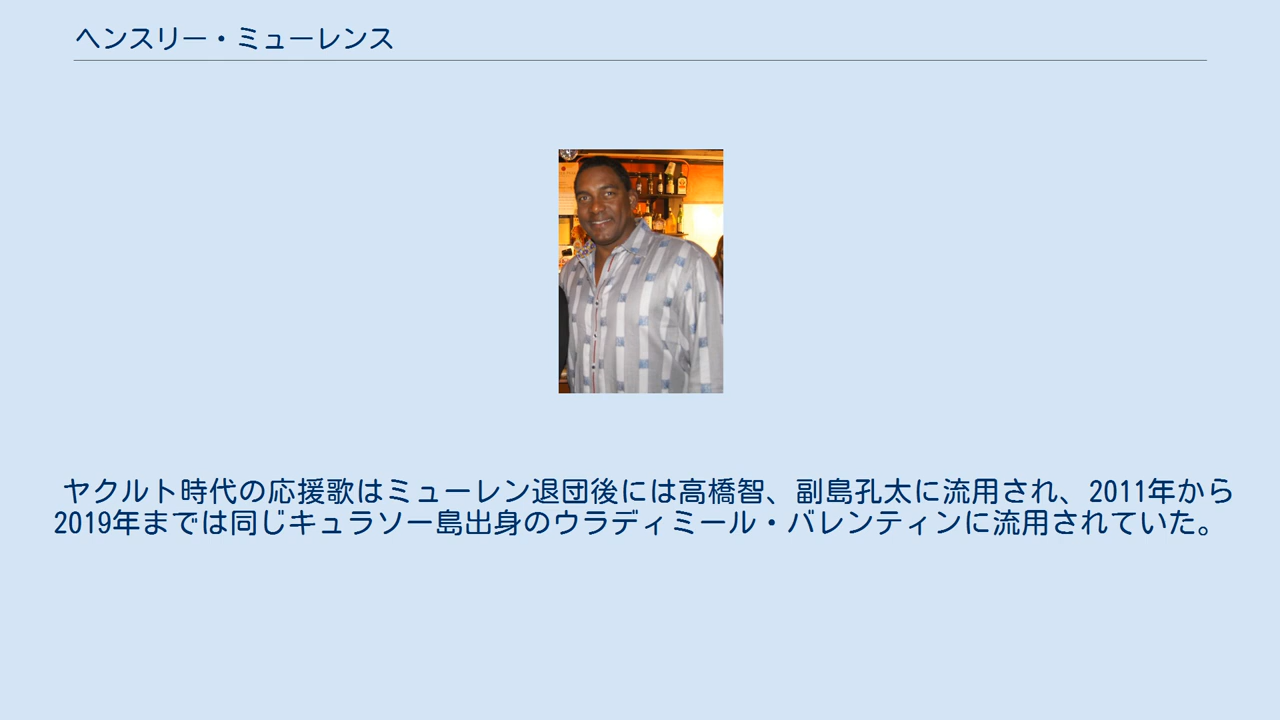 ヘンスリー・ミューレンス
ヤクルト時代の応援歌はミューレン退団後には高橋智、副島孔太に流用され、2011年から
2019年までは同じキュラソー島出身のウラディミール・バレンティンに流用されていた。